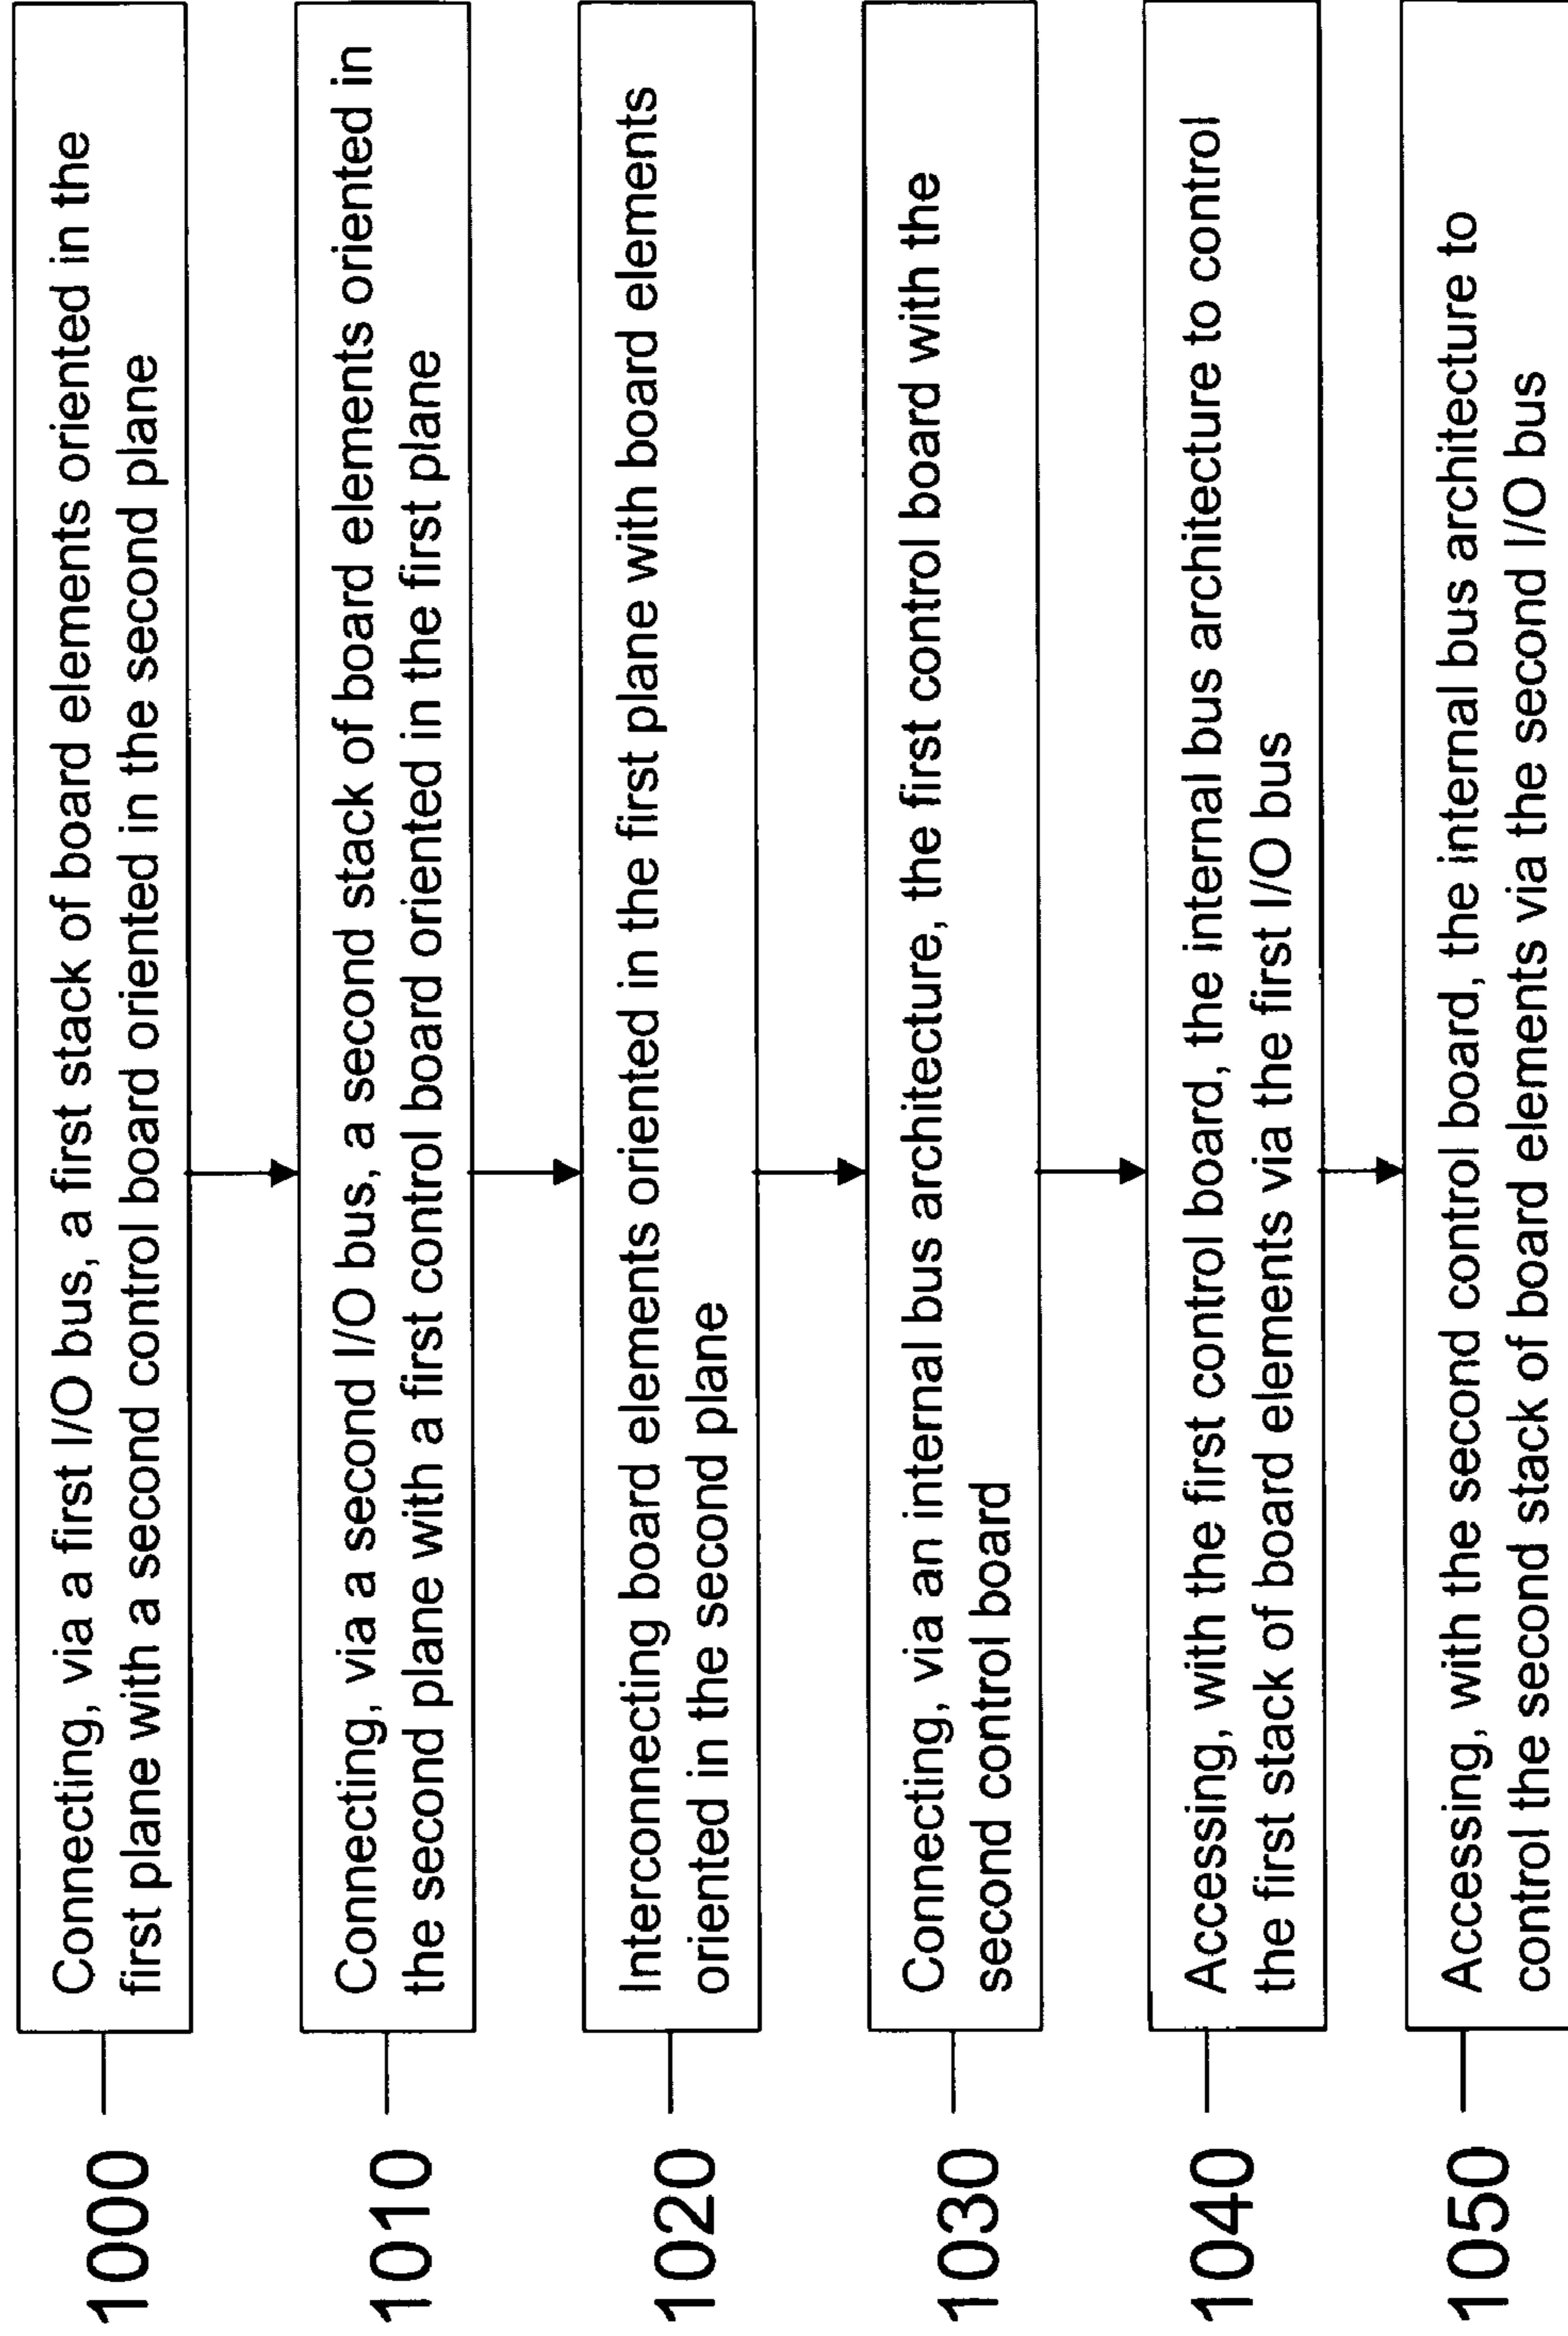 1000
Connecting, via a first I/O bus, a first stack of board elements oriented in the
first plane with a second control board oriented in the second plane
1010
Connecting, via a second I/O bus, a second stack of board elements oriented in
the second plane with a first control board oriented in the first plane
1020
Interconnecting board elements oriented in the first plane with board elements
oriented in the second plane
1030
Connecting, via an internal bus architecture, the first control board with the
second control board
1040
Accessing, with the first control board, the internal bus architecture to control
the first stack of board elements via the first I/O bus
1050
Accessing, with the second control board, the internal bus architecture to
control the second stack of board elements via the second I/O bus